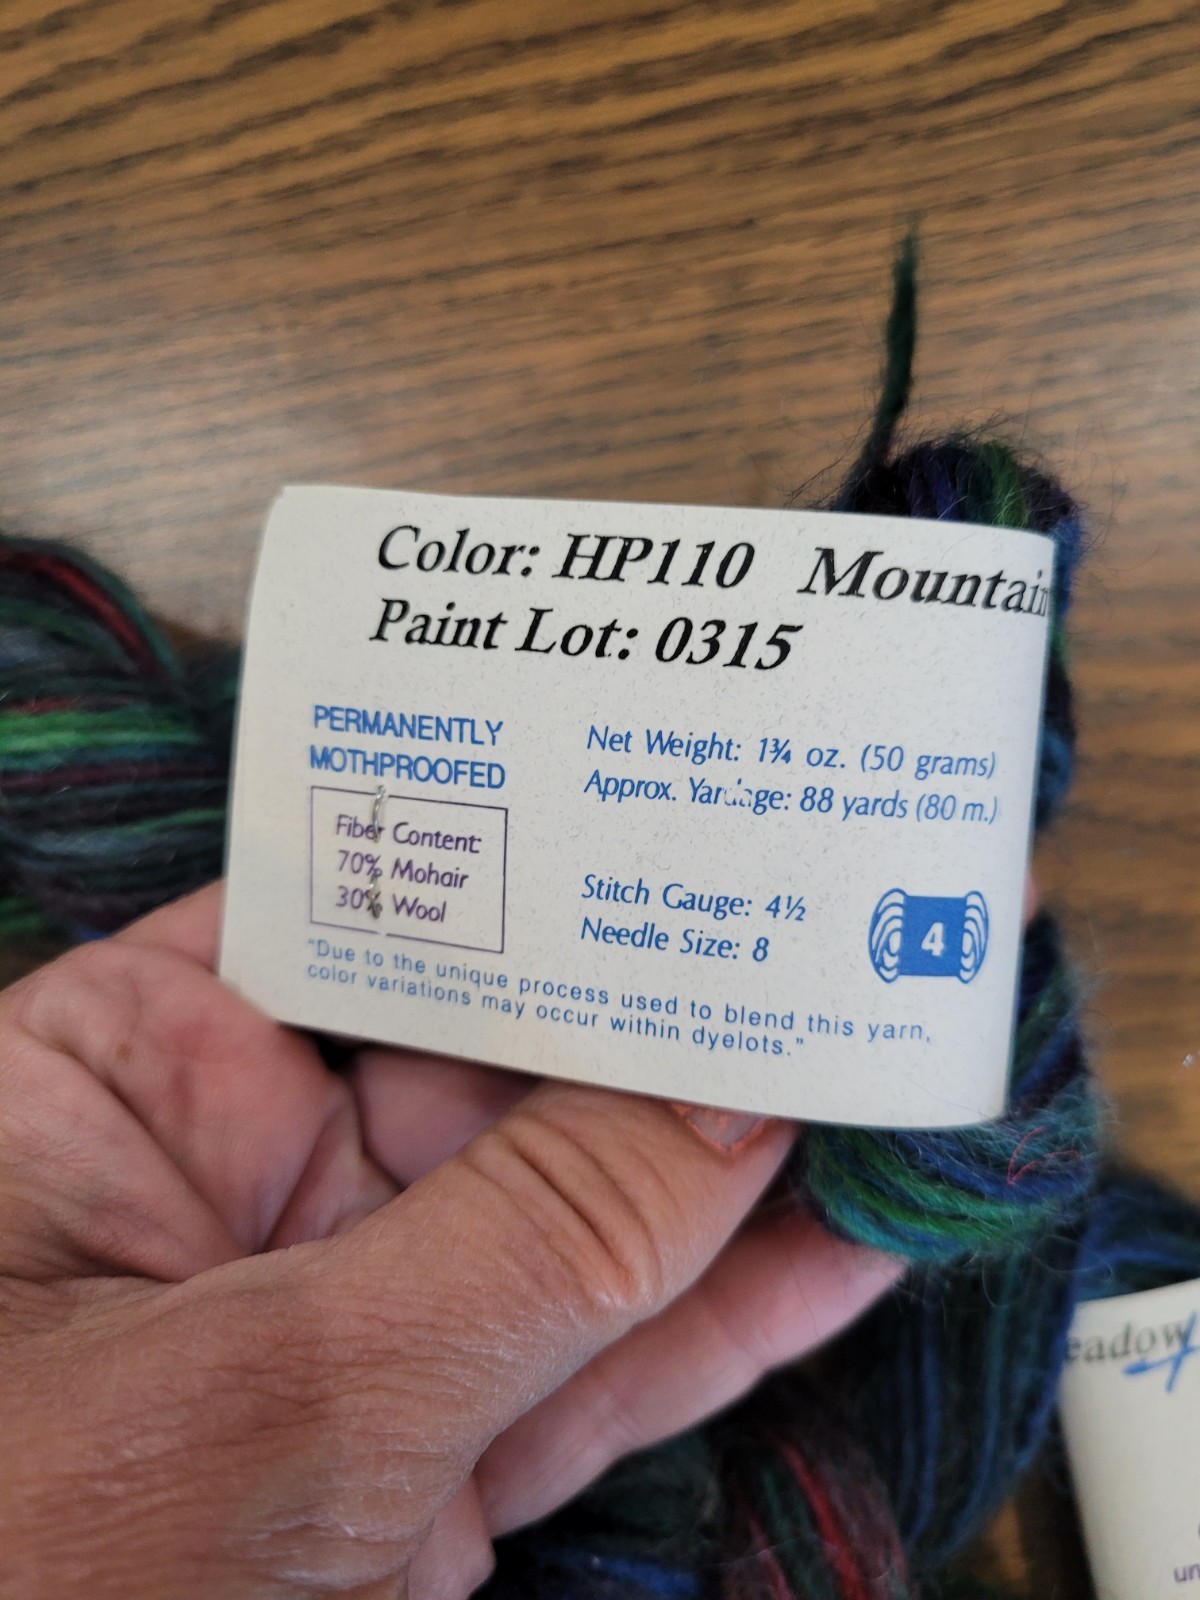 Color: HP110 Mountain
Paint Lot: 0315
PERMANENTLY
MOTHPROOFED
Fiber Content:
70% Mohair
30% Wool
Net Weight: 1¾ oz. (50 grams)
Approx. Yardage: 88 yards (80 m.)
Stitch Gauge: 4½
Needle Size: 8
4
"Due to the unique process used to blend this yarn,
color variations may occur within dyelots."
eadow